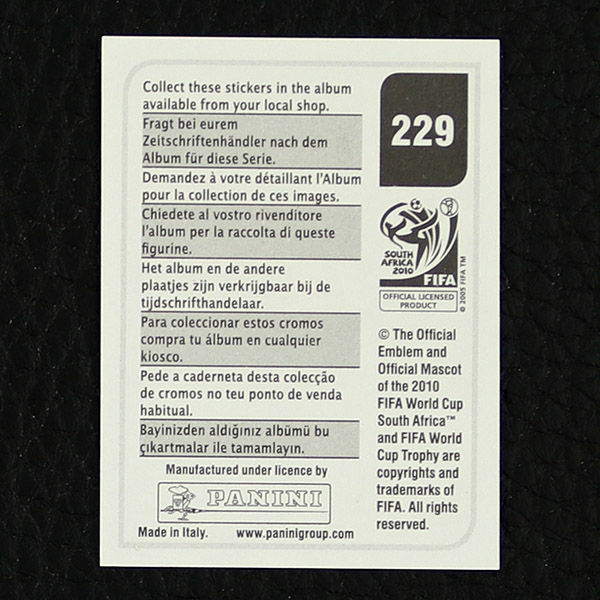 Collect these stickers in the album
available from your local shop.
Fragt bei eurem
Zeitschriftenhändler nach dem
Album für diese Serie.
Demandez à votre détaillant l'Album
pour la collection de ces images.
Chiedete al vostro rivenditore
l'album per la raccolta di queste
figurine.
Het album en de andere
plaatjes zijn verkrijgbaar bij de
tijdschrifthandelaar.
Para coleccionar estos cromos
compra tu álbum en cualquier
kiosco.
Pede a caderneta desta colecção
de cromos no teu ponto de venda
habitual.
Bayinizden aldığınız albümü bu
çıkartmalar ile tamamlayın.
Manufactured under licence by
PANINI
Made in Italy. www.paninigroup.com
229
SOUTH
AFRICA
2010
FIFA
© 2005 FIFA TM
OFFICIAL LICENSED
PRODUCT
© The Official
Emblem and
Official Mascot
of the 2010
FIFA World Cup
South Africa™
and FIFA World
Cup Trophy are
copyrights and
trademarks of
FIFA. All rights
reserved.